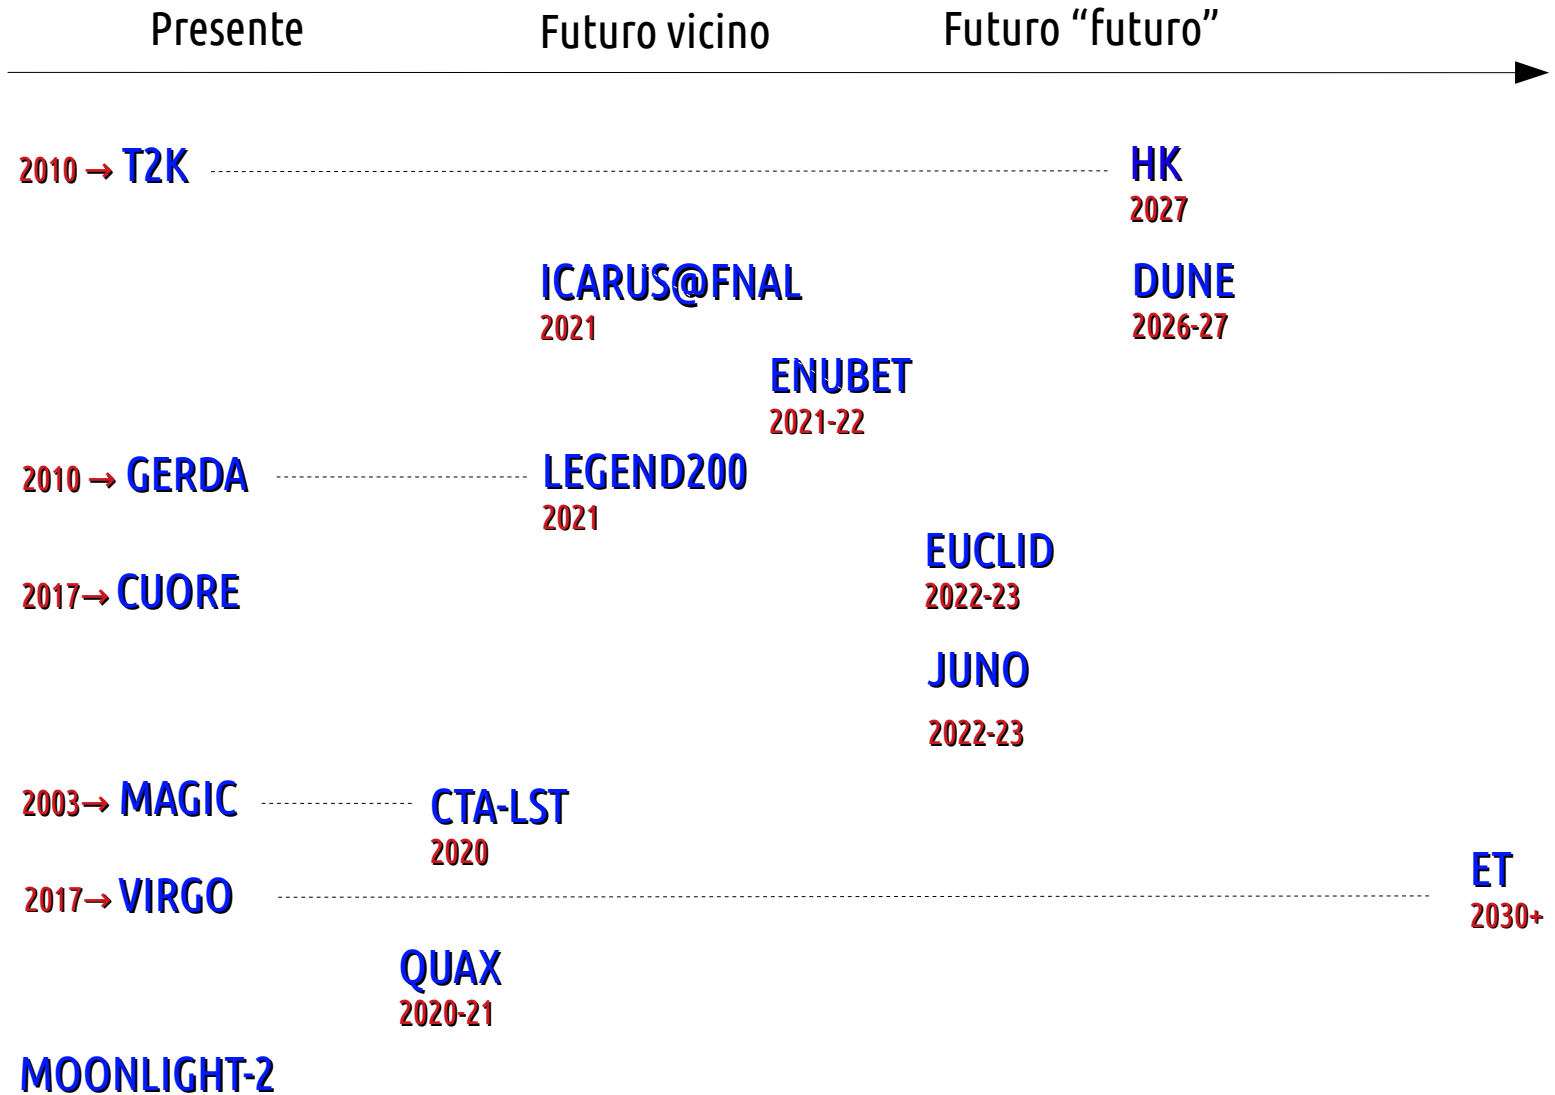 Presente Futuro vicino Futuro “futuro”
2010 → T2K HK
2027
ICARUS@FNAL DUNE
2021 2026-27
ENUBET
2021-22
2010 → GERDA LEGEND200
2021
EUCLID
2017→ CUORE 2022-23
JUNO
2022-23
2003→ MAGIC CTA-LST
2020
ET
2017→ VIRGO 2030+
QUAX
2020-21
MOONLIGHT-2